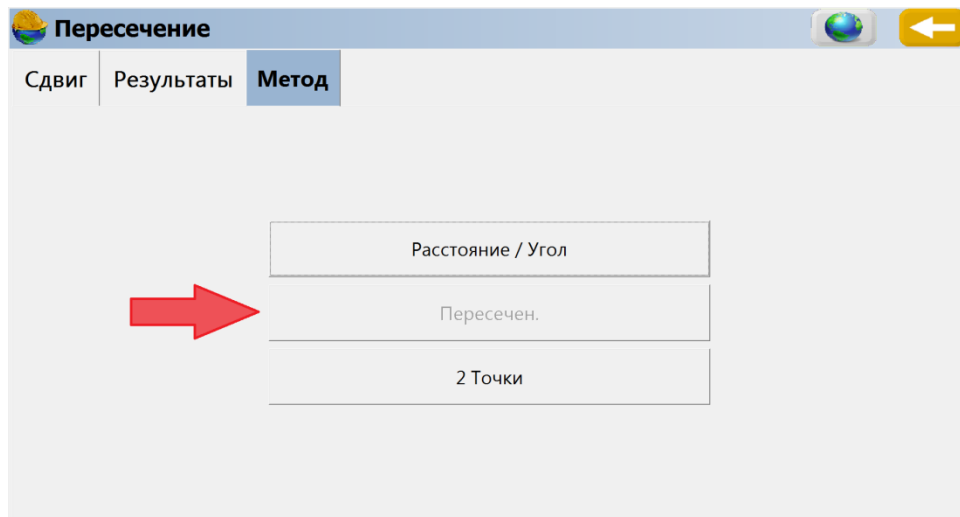 Пересечение
Сдвиг Результаты Метод
Расстояние / Угол
Пересечен.
2 Точки